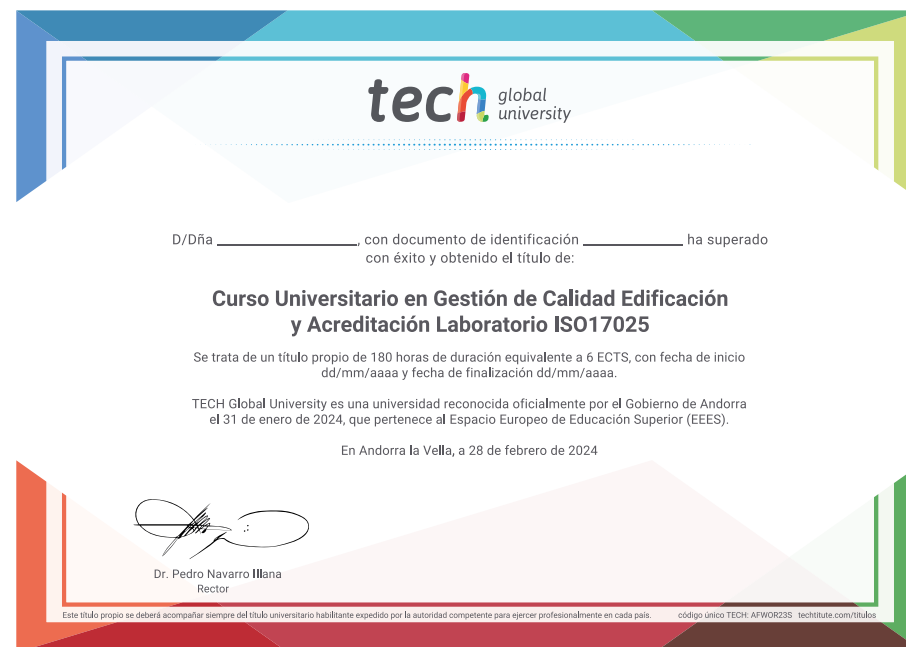 tech global university
D/Dña ____________________, con documento de identificación ______________ ha superado
con éxito y obtenido el título de:
Curso Universitario en Gestión de Calidad Edificación
y Acreditación Laboratorio ISO17025
Se trata de un título propio de 180 horas de duración equivalente a 6 ECTS, con fecha de inicio
dd/mm/aaaa y fecha de finalización dd/mm/aaaa.
TECH Global University es una universidad reconocida oficialmente por el Gobierno de Andorra
el 31 de enero de 2024, que pertenece al Espacio Europeo de Educación Superior (EEES).
En Andorra la Vella, a 28 de febrero de 2024
Dr. Pedro Navarro Illana
Rector
Este título propio se deberá acompañar siempre del título universitario habilitante expedido por la autoridad competente para ejercer profesionalmente en cada país. código único TECH: AFWOR23S techtitute.com/titulos